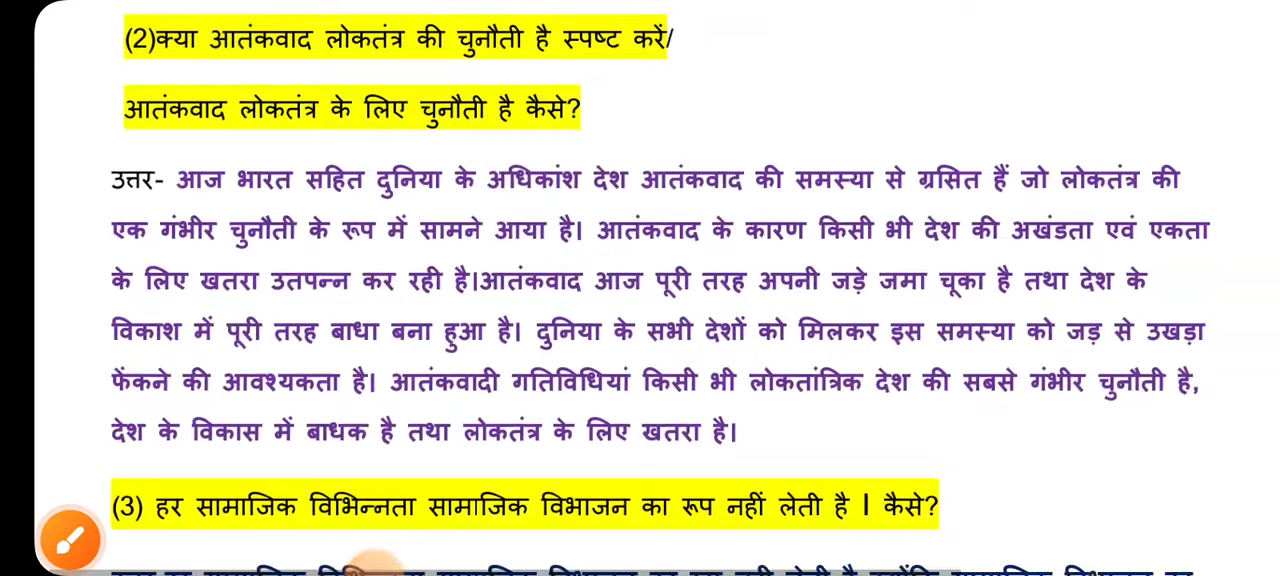 (2)क्या आतंकवाद लोकतंत्र की चुनौती है स्पष्ट करें/
आतंकवाद लोकतंत्र के लिए चुनौती है कैसे?
उत्तर- आज भारत सहित दुनिया के अधिकांश देश आतंकवाद की समस्या से ग्रसित हैं जो लोकतंत्र की
एक गंभीर चुनौती के रूप में सामने आया है। आतंकवाद के कारण किसी भी देश की अखंडता एवं एकता
के लिए खतरा उतपन्न कर रही है।आतंकवाद आज पूरी तरह अपनी जड़े जमा चूका है तथा देश के
विकाश में पूरी तरह बाधा बना हुआ है। दुनिया के सभी देशों को मिलकर इस समस्या को जड़ से उखड़ा
फेंकने की आवश्यकता है। आतंकवादी गतिविधियां किसी भी लोकतांत्रिक देश की सबसे गंभीर चुनौती है,
देश के विकास में बाधक है तथा लोकतंत्र के लिए खतरा है।
(3) हर सामाजिक विभिन्नता सामाजिक विभाजन का रूप नहीं लेती है | कैसे?